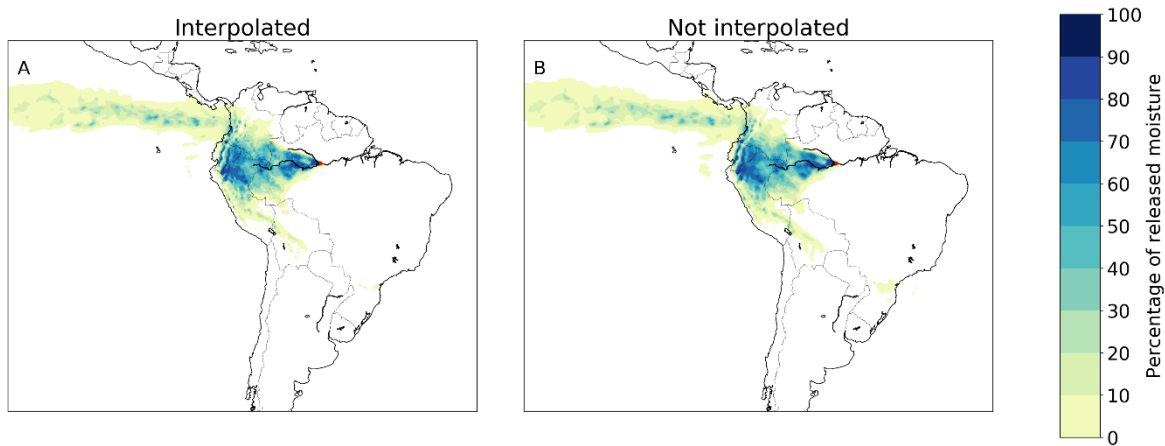 Interpolated
A
Not interpolated
B
100
90
80
70
60
50
40
30
20
10
0
Percentage of released moisture